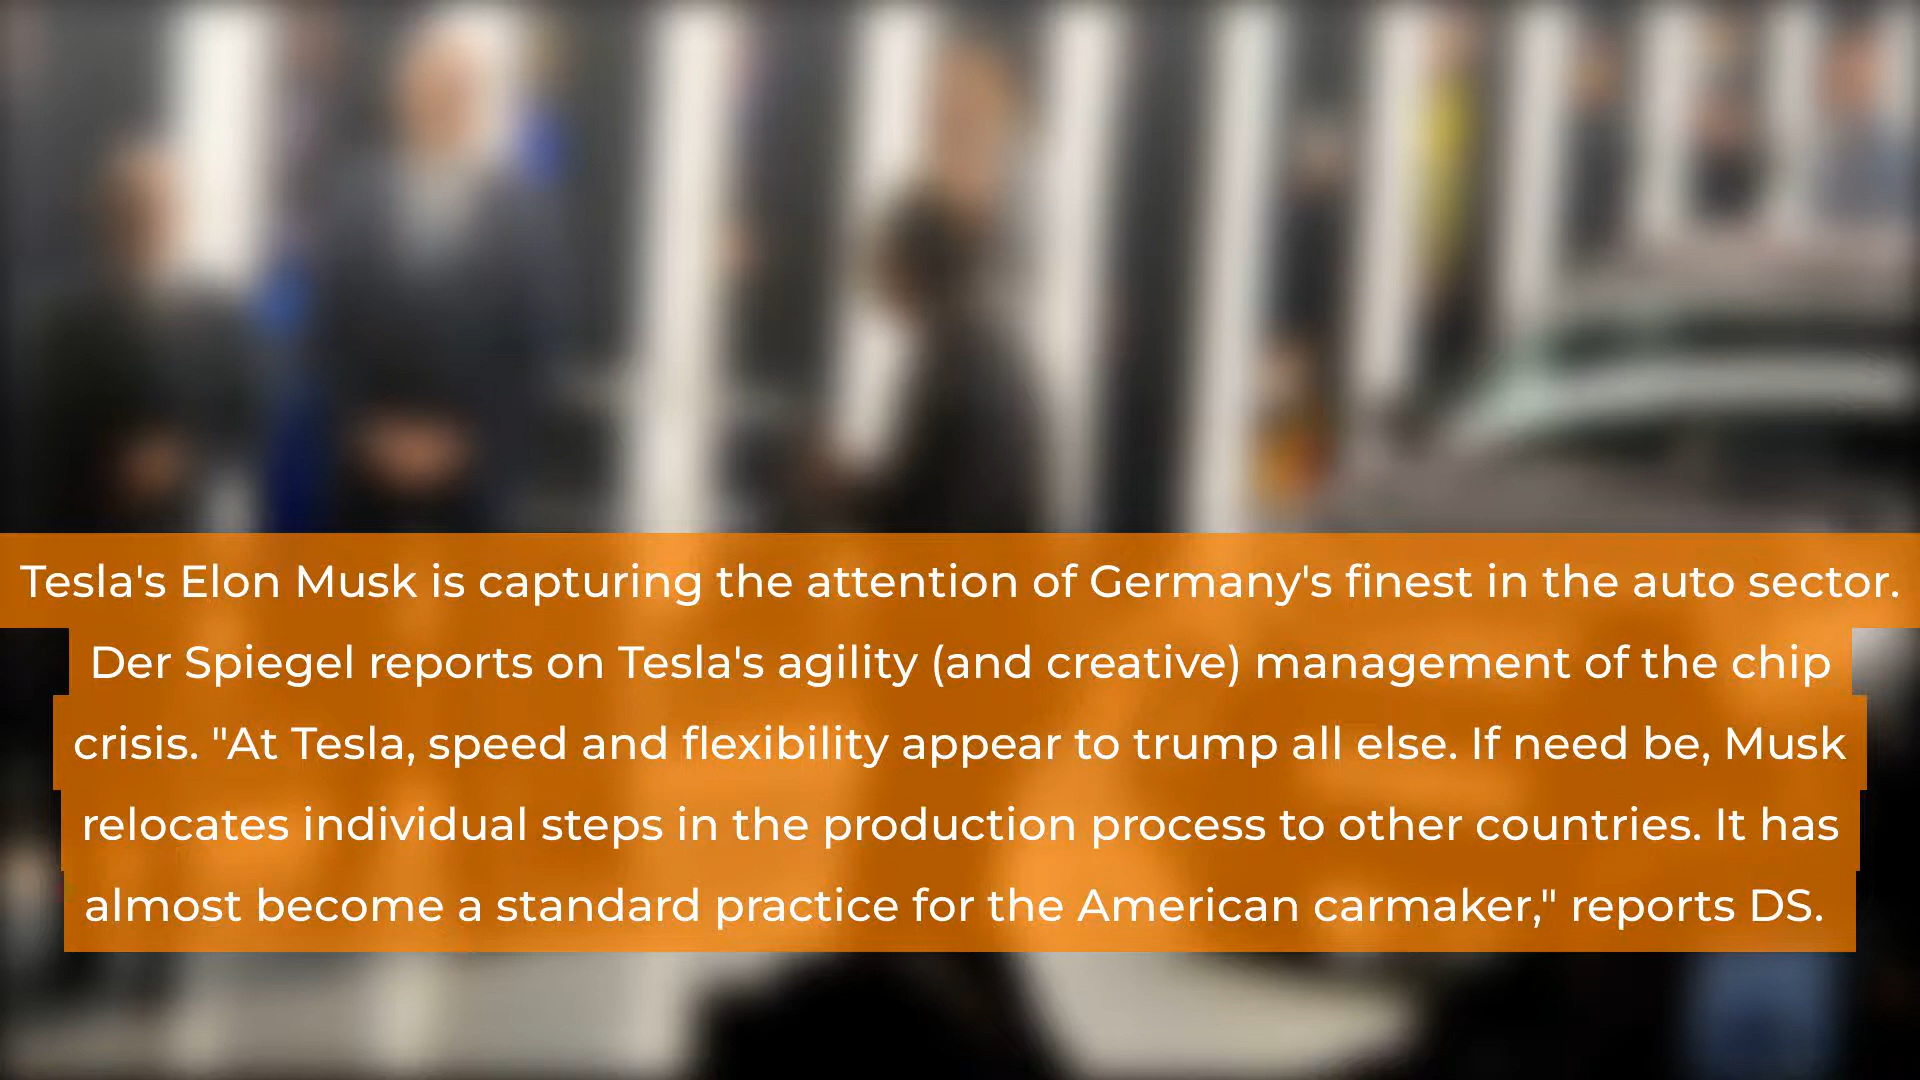 Tesla's Elon Musk is capturing the attention of Germany's finest in the auto sector.
Der Spiegel reports on Tesla's agility (and creative) management of the chip
crisis. "At Tesla, speed and flexibility appear to trump all else. If need be, Musk
relocates individual steps in the production process to other countries. It has
almost become a standard practice for the American carmaker," reports DS.